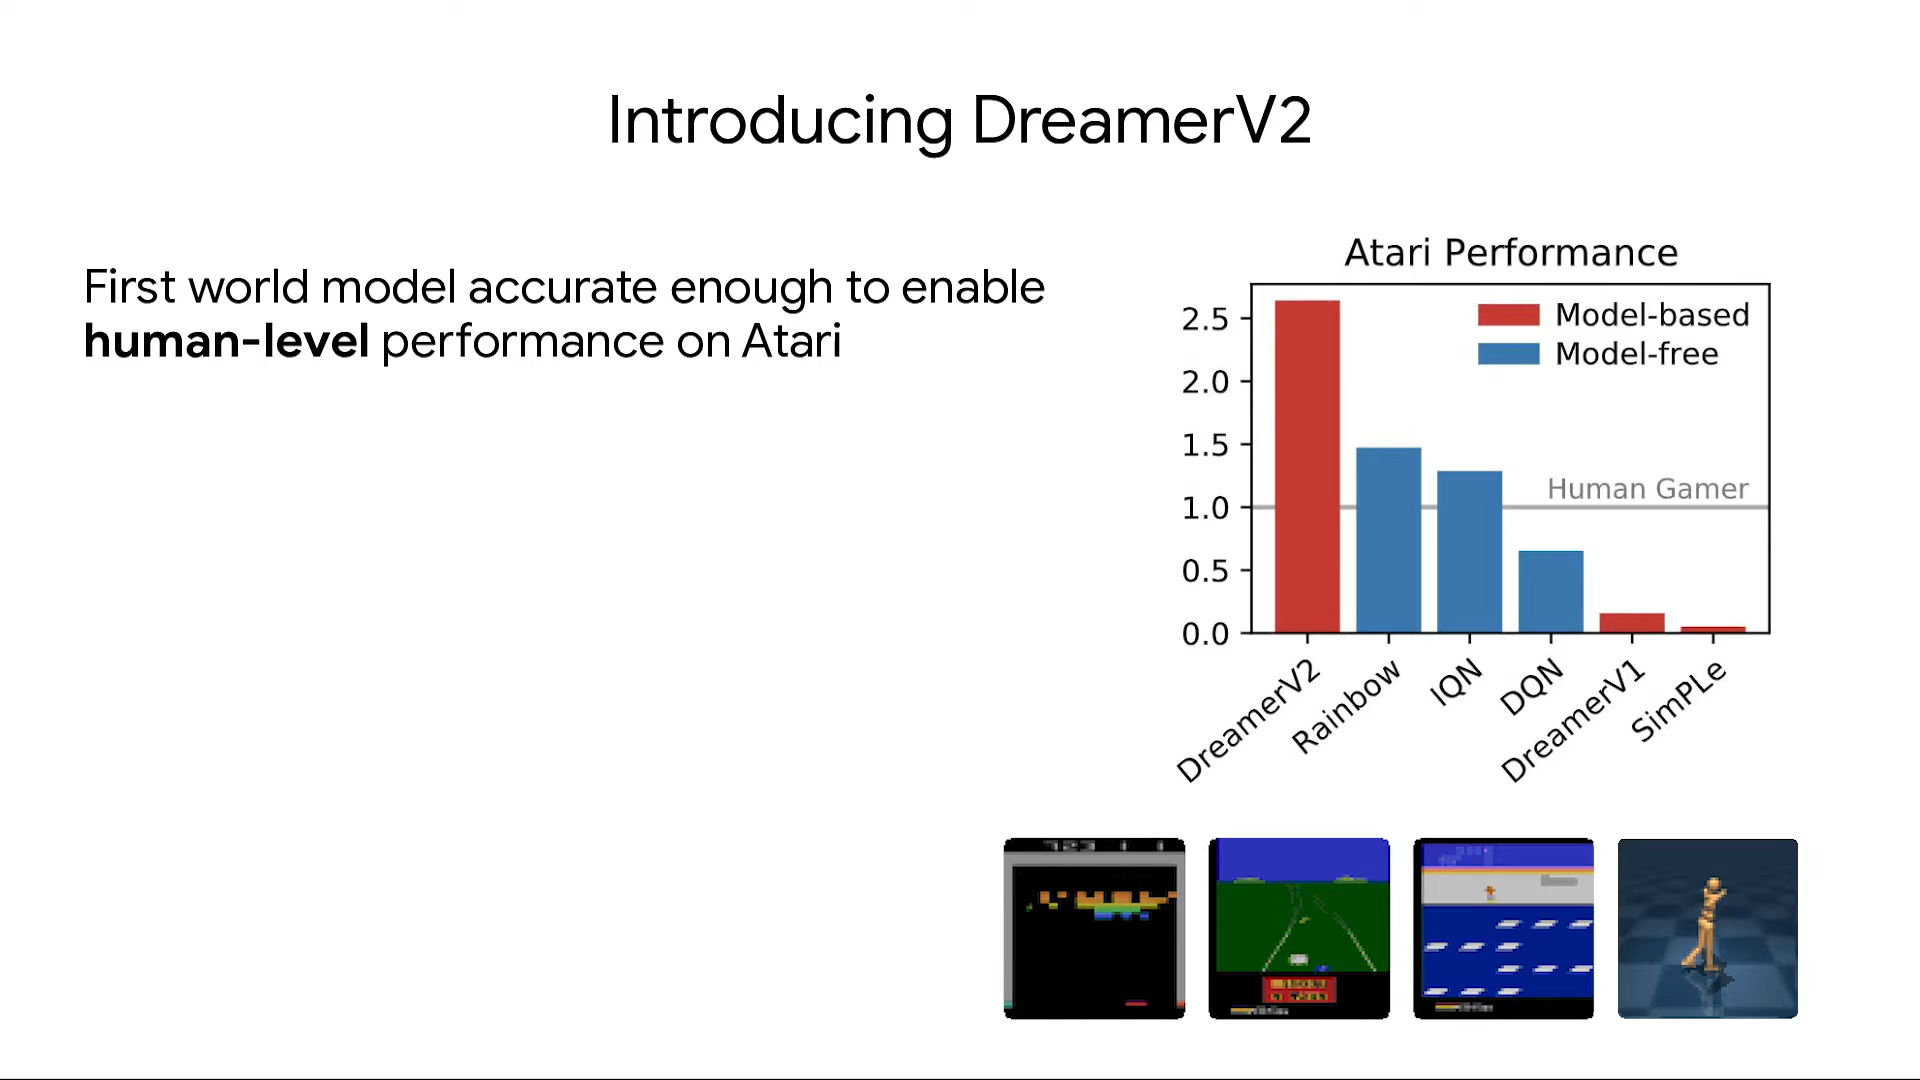 Introducing DreamerV2
First world model accurate enough to enable
human-level performance on Atari
Atari Performance
Model-based
Model-free
Human Gamer
2.5
2.0
1.5
1.0
0.5
0.0
DreamerV2
Rainbow
IQN
DQN
DreamerV1
SimPLe